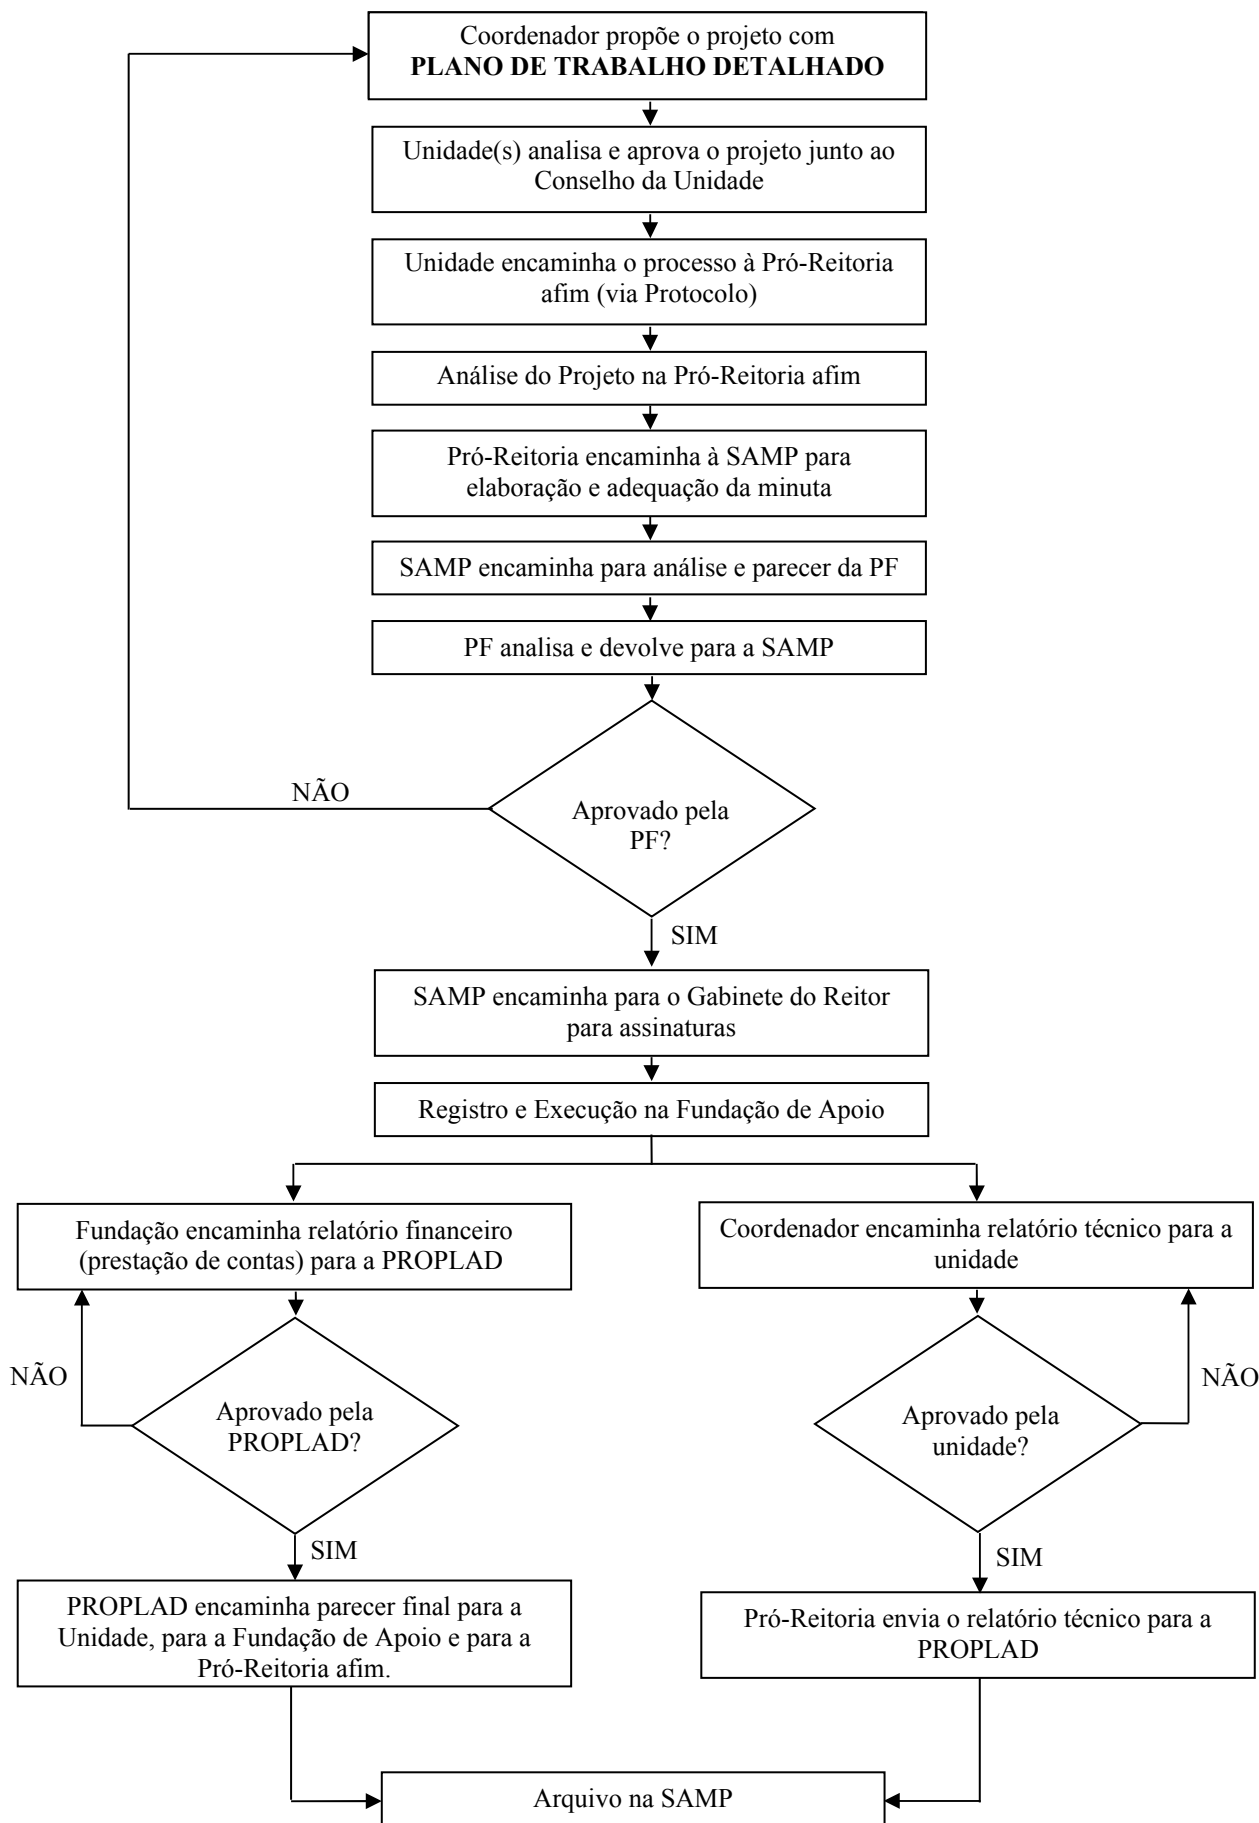 Coordenador propõe o projeto com
PLANO DE TRABALHO DETALHADO
Unidade(s) analisa e aprova o projeto junto ao
Conselho da Unidade
Unidade encaminha o processo à Pró-Reitoria
afim (via Protocolo)
Análise do Projeto na Pró-Reitoria afim
Pró-Reitoria encaminha à SAMP para
elaboração e adequação da minuta
SAMP encaminha para análise e parecer da PF
PF analisa e devolve para a SAMP
NÃO
Aprovado pela
PF?
SIM
SAMP encaminha para o Gabinete do Reitor
para assinaturas
Registro e Execução na Fundação de Apoio
Fundação encaminha relatório financeiro
(prestação de contas) para a PROPLAD
Coordenador encaminha relatório técnico para a
unidade
NÃO
Aprovado pela
PROPLAD?
NÃO
Aprovado pela
unidade?
SIM
SIM
PROPLAD encaminha parecer final para a
Unidade, para a Fundação de Apoio e para a
Pró-Reitoria afim.
Pró-Reitoria envia o relatório técnico para a
PROPLAD
Arquivo na SAMP